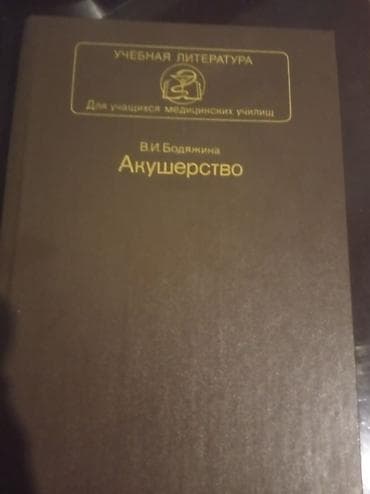 УЧЕБНАЯ ЛИТЕРАТУРА
Для учащихся медицинских училищ
В.И.Бодяжина
Акушерство